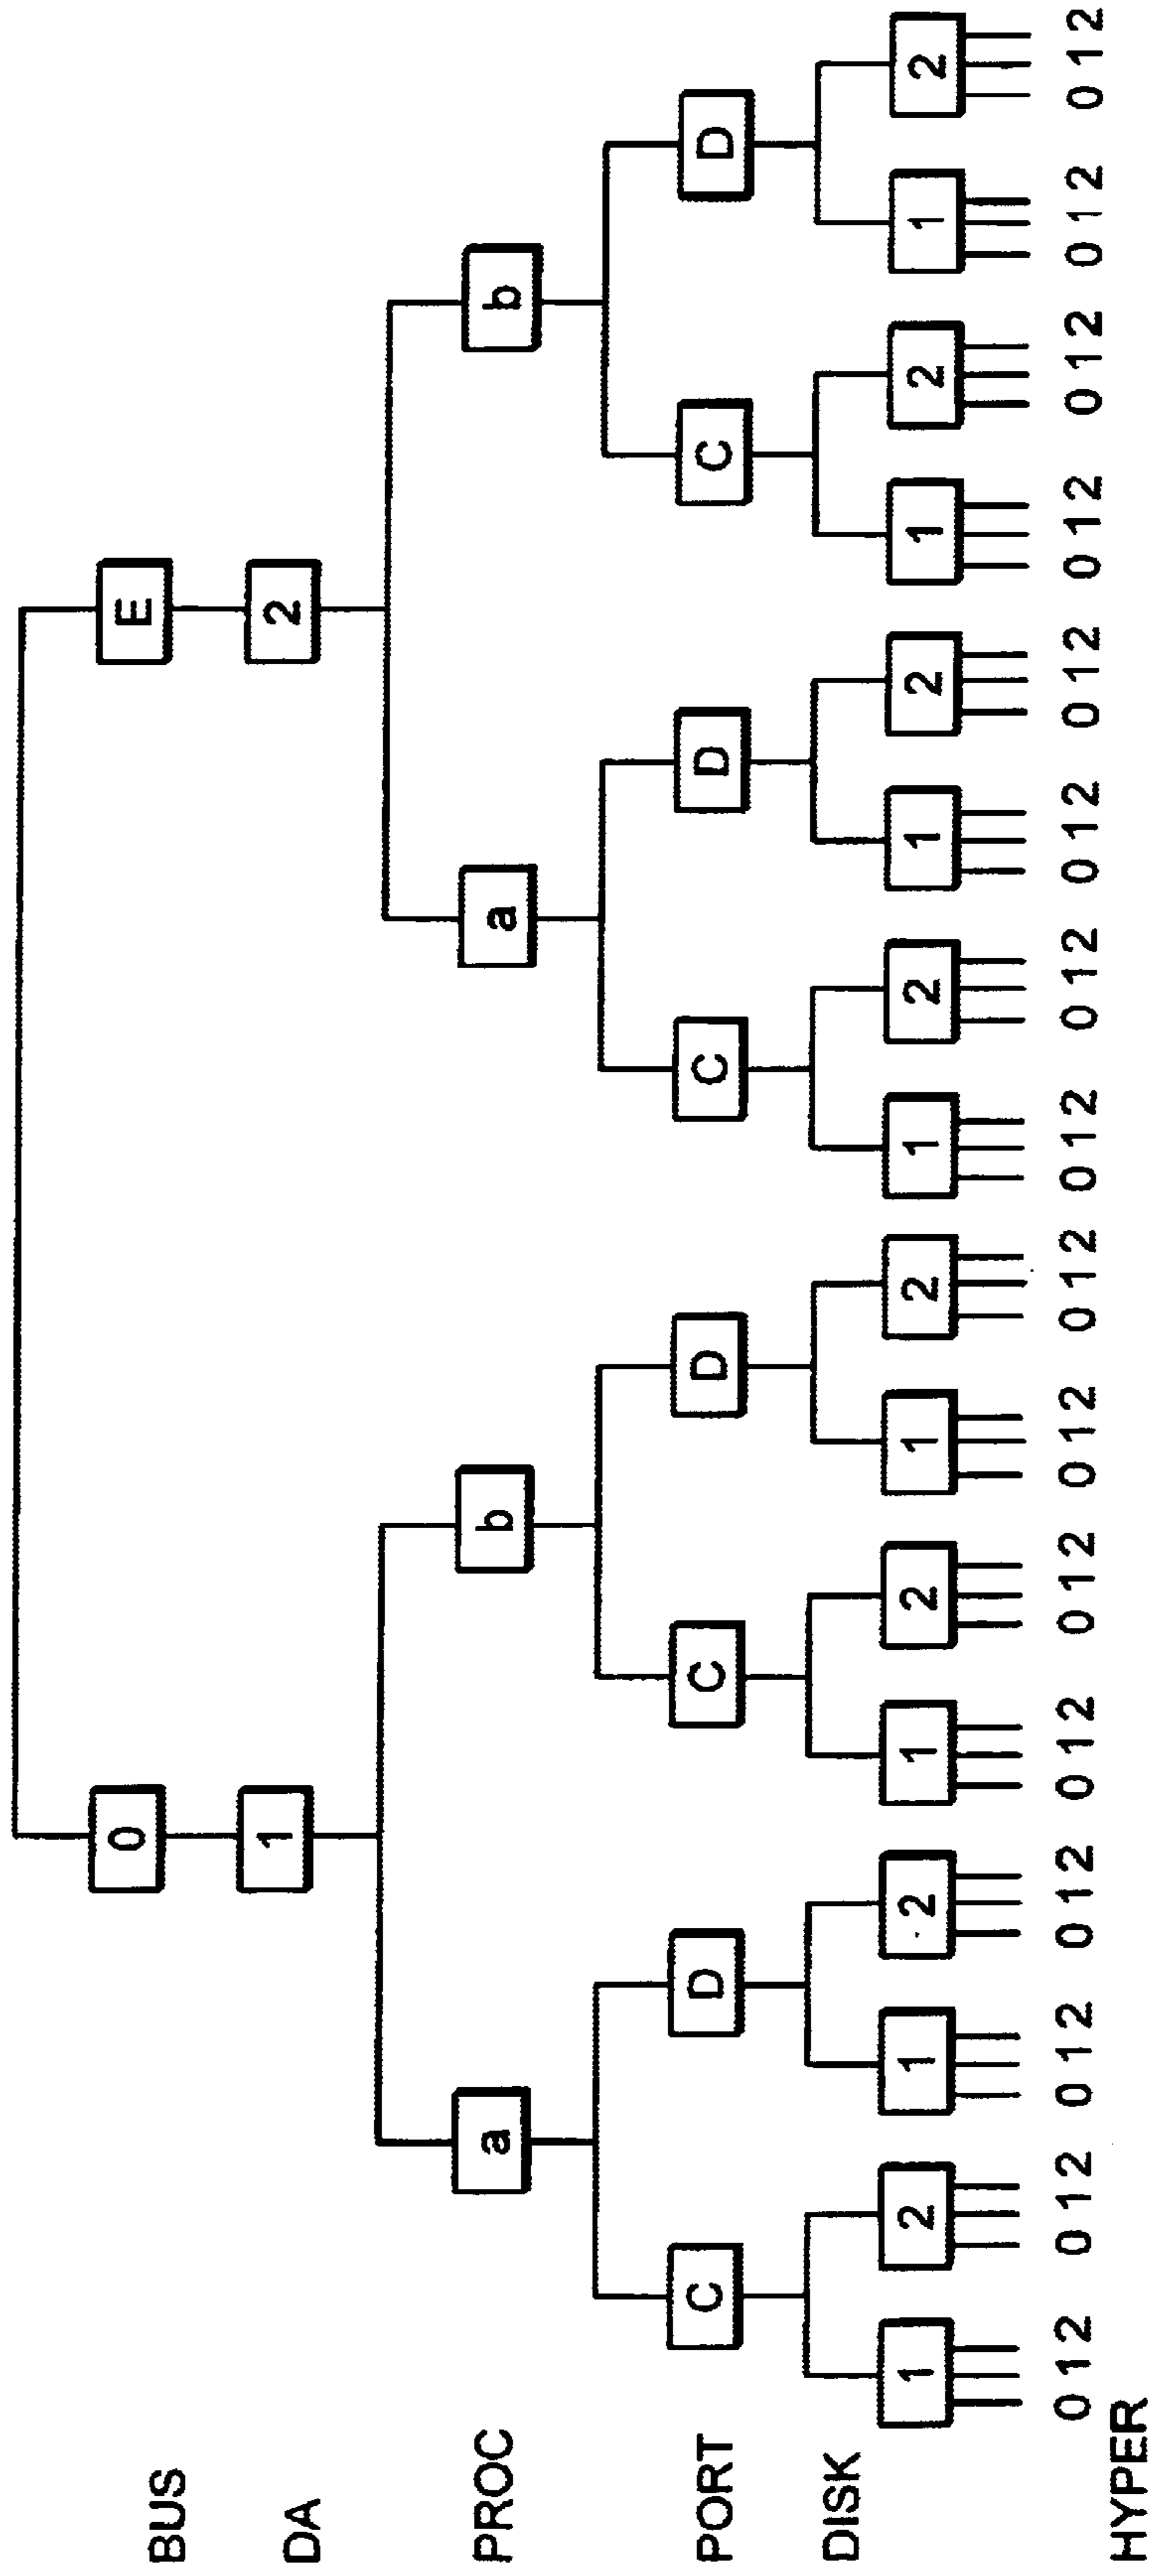 BUS 0 E
DA 1 2
PROC a b a b
PORT C D C D C D C D
DISK 1 2 1 2 1 2 1 2 1 2 1 2 1 2 1 2
0 1 2 0 1 2 0 1 2 0 1 2 0 1 2 0 1 2 0 1 2 0 1 2 0 1 2 0 1 2 0 1 2 0 1 2 0 1 2 0 1 2 0 1 2 0 1 2
HYPER